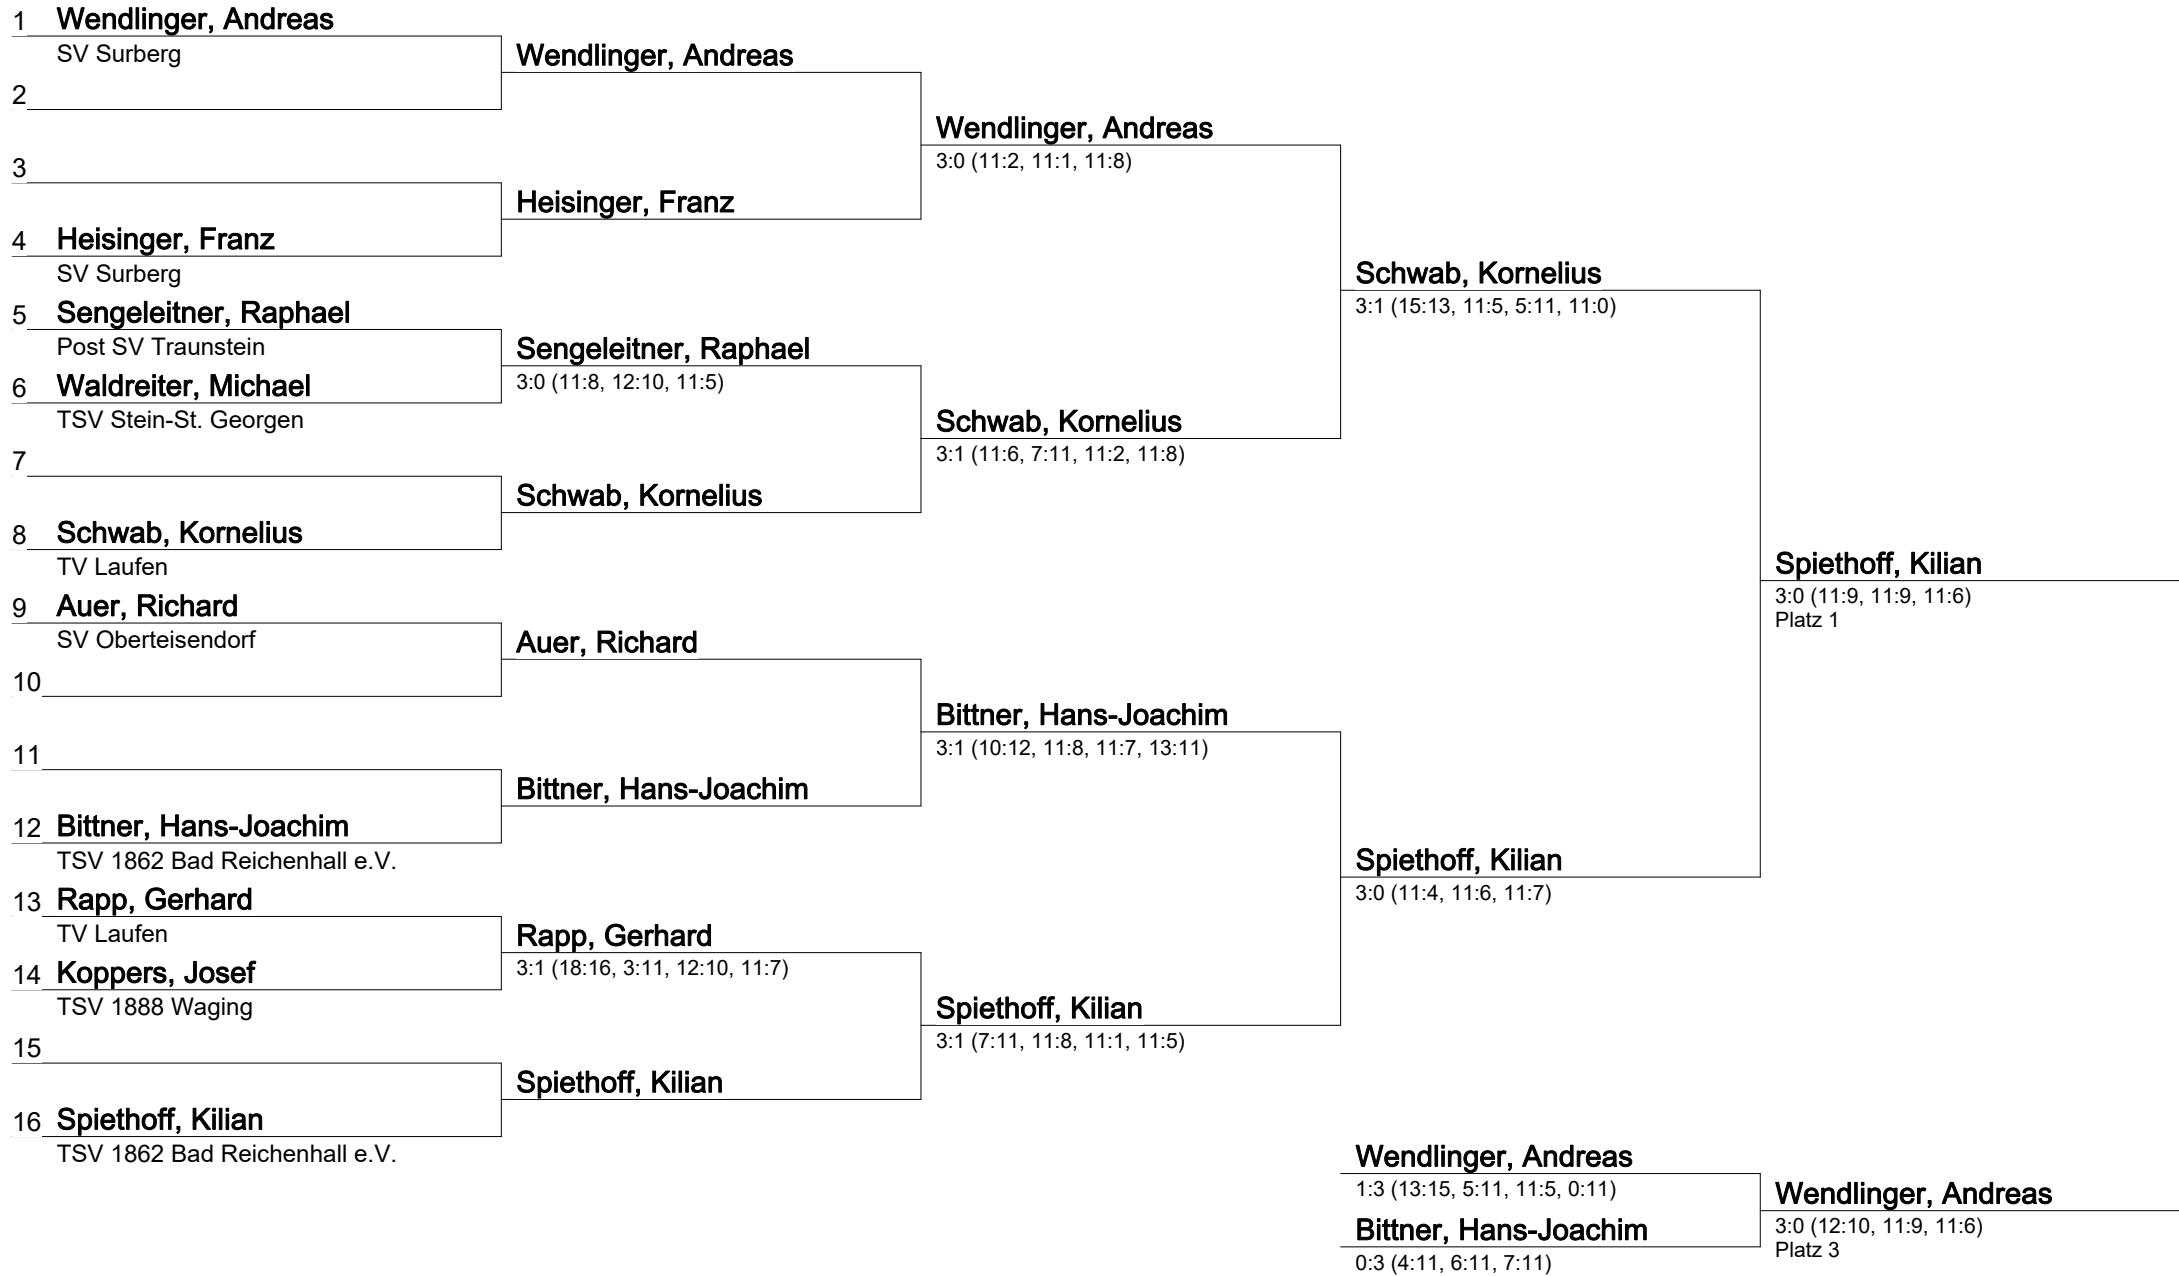 1 Wendlinger, Andreas
SV Surberg
2
3
4 Heisinger, Franz
SV Surberg
5 Sengeleitner, Raphael
Post SV Traunstein
6 Waldreiter, Michael
TSV Stein-St. Georgen
7
8 Schwab, Kornelius
TV Laufen
9 Auer, Richard
SV Oberteisendorf
10
11
12 Bittner, Hans-Joachim
TSV 1862 Bad Reichenhall e.V.
13 Rapp, Gerhard
TV Laufen
14 Koppers, Josef
TSV 1888 Waging
15
16 Spiethoff, Kilian
TSV 1862 Bad Reichenhall e.V.
Wendlinger, Andreas
Heisinger, Franz
Sengeleitner, Raphael
3:0 (11:8, 12:10, 11:5)
Schwab, Kornelius
Auer, Richard
Bittner, Hans-Joachim
Rapp, Gerhard
3:1 (18:16, 3:11, 12:10, 11:7)
Spiethoff, Kilian
Wendlinger, Andreas
3:0 (11:2, 11:1, 11:8)
Schwab, Kornelius
3:1 (11:6, 7:11, 11:2, 11:8)
Bittner, Hans-Joachim
3:1 (10:12, 11:8, 11:7, 13:11)
Spiethoff, Kilian
3:1 (7:11, 11:8, 11:1, 11:5)
Schwab, Kornelius
3:1 (15:13, 11:5, 5:11, 11:0)
Spiethoff, Kilian
3:0 (11:4, 11:6, 11:7)
Spiethoff, Kilian
3:0 (11:9, 11:9, 11:6)
Platz 1
Wendlinger, Andreas
1:3 (13:15, 5:11, 11:5, 0:11)
Bittner, Hans-Joachim
0:3 (4:11, 6:11, 7:11)
Wendlinger, Andreas
3:0 (12:10, 11:9, 11:6)
Platz 3